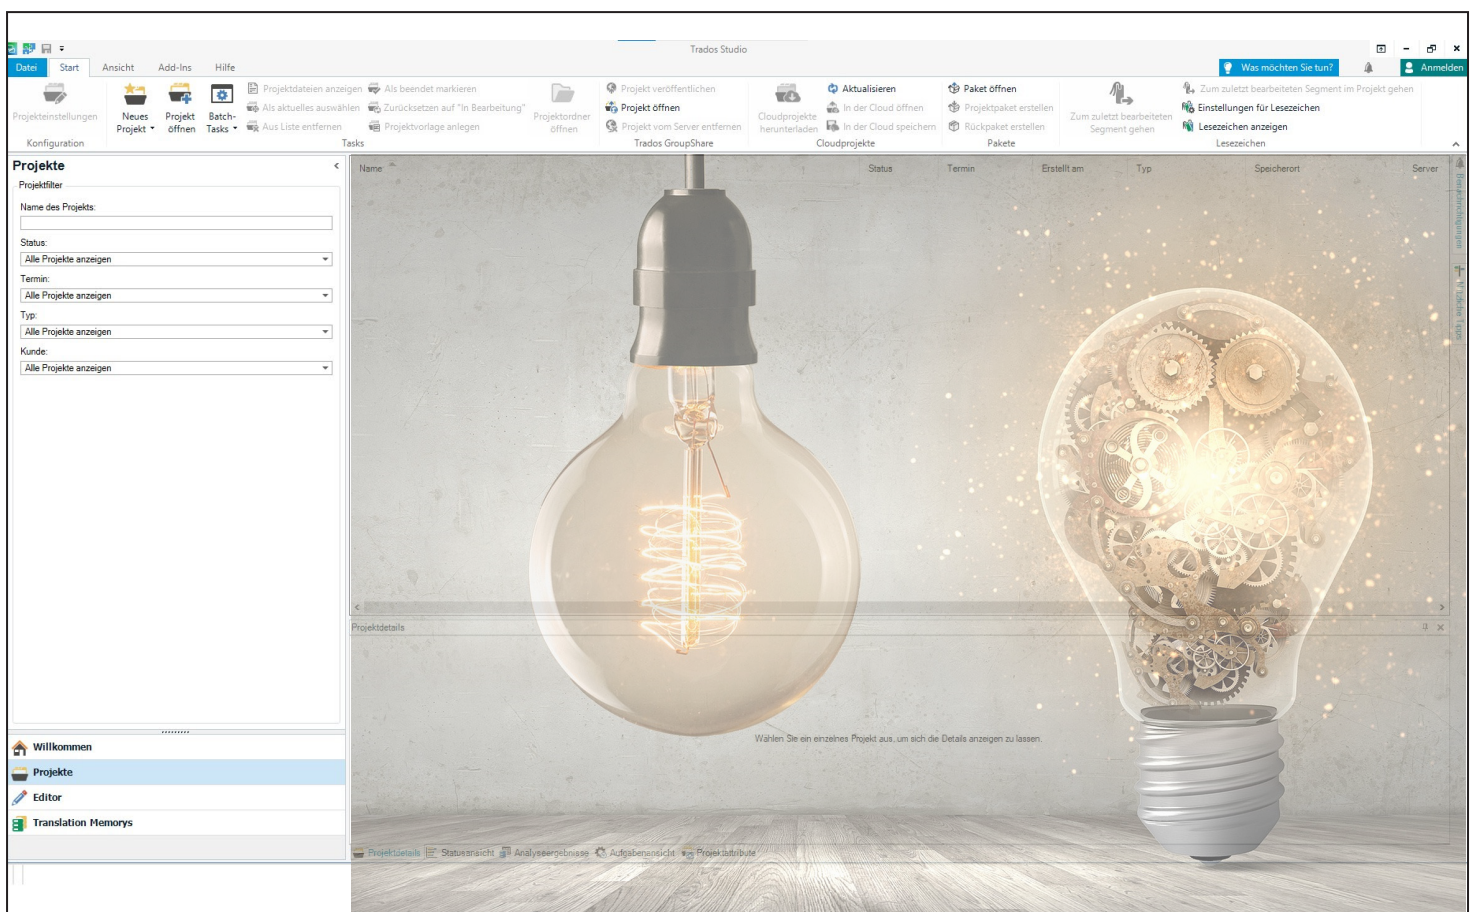 Trados Studio
Datei Start Ansicht Add-Ins Hilfe
Was möchten Sie tun? Anmelden
Projekteinstellungen
Konfiguration
Neues Projekt
Projekt öffnen
Batch-Tasks
Projektdateien anzeigen
Als aktuelles auswählen
Aus Liste entfernen
Als beendet markieren
Zurücksetzen auf "In Bearbeitung"
Projektvorlage anlegen
Projektordner öffnen
Tasks
Projekt veröffentlichen
Projekt öffnen
Projekt vom Server entfernen
Trados GroupShare
Cloudprojekte herunterladen
Aktualisieren
In der Cloud öffnen
In der Cloud speichern
Cloudprojekte
Paket öffnen
Projektpaket erstellen
Rückpaket erstellen
Pakete
Zum zuletzt bearbeiteten Segment gehen
Zum zuletzt bearbeiteten Segment im Projekt gehen
Einstellungen für Lesezeichen
Lesezeichen anzeigen
Lesezeichen
Projekte
Projektfilter
Name des Projekts:
Status:
Alle Projekte anzeigen
Termin:
Alle Projekte anzeigen
Typ:
Alle Projekte anzeigen
Kunde:
Alle Projekte anzeigen
Willkommen
Projekte
Editor
Translation Memorys
Name Status Termin Erstellt am Typ Speicherort Server
Benachrichtigungen
Nützliche Tipps
Projektdetails
Wählen Sie ein einzelnes Projekt aus, um sich die Details anzeigen zu lassen.
Projektdetails Statusansicht Analyseergebnisse Aufgabenansicht Projektattribute